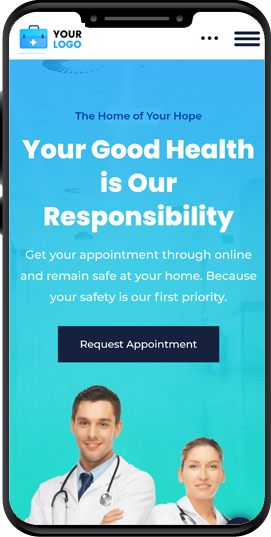 YOUR
LOGO
The Home of Your Hope
Your Good Health
is Our
Responsibility
Get your appointment through online
and remain safe at your home. Because
your safety is our first priority.
Request Appointment